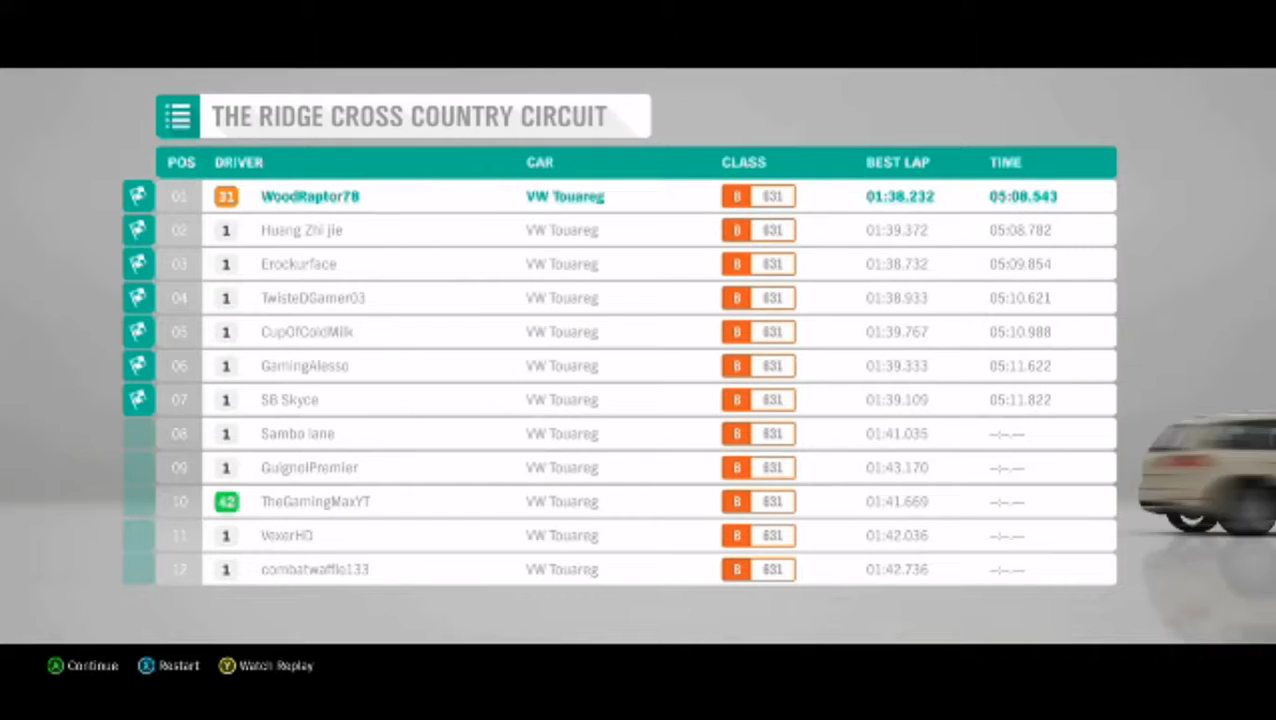 THE RIDGE CROSS COUNTRY CIRCUIT
POS DRIVER CAR CLASS BEST LAP TIME
01 31 WoodRaptor78 VW Touareg B 631 01:38.232 05:08.543
02 1 Huang Zhi jie VW Touareg B 631 01:39.372 05:08.782
03 1 Erockurface VW Touareg B 631 01:38.732 05:09.854
04 1 TwisteDGamer03 VW Touareg B 631 01:38.933 05:10.621
05 1 CupOfColdMilk VW Touareg B 631 01:39.767 05:10.988
06 1 GamingAlesso VW Touareg B 631 01:39.333 05:11.622
07 1 SB Skyce VW Touareg B 631 01:39.109 05:11.822
08 1 Sambo lane VW Touareg B 631 01:41.035 --:--.---
09 1 GuignolPremier VW Touareg B 631 01:43.170 --:--.---
10 42 TheGamingMaxYT VW Touareg B 631 01:41.669 --:--.---
11 1 VexerHD VW Touareg B 631 01:42.036 --:--.---
12 1 combatwaffle133 VW Touareg B 631 01:42.736 --:--.---
A Continue X Restart Y Watch Replay